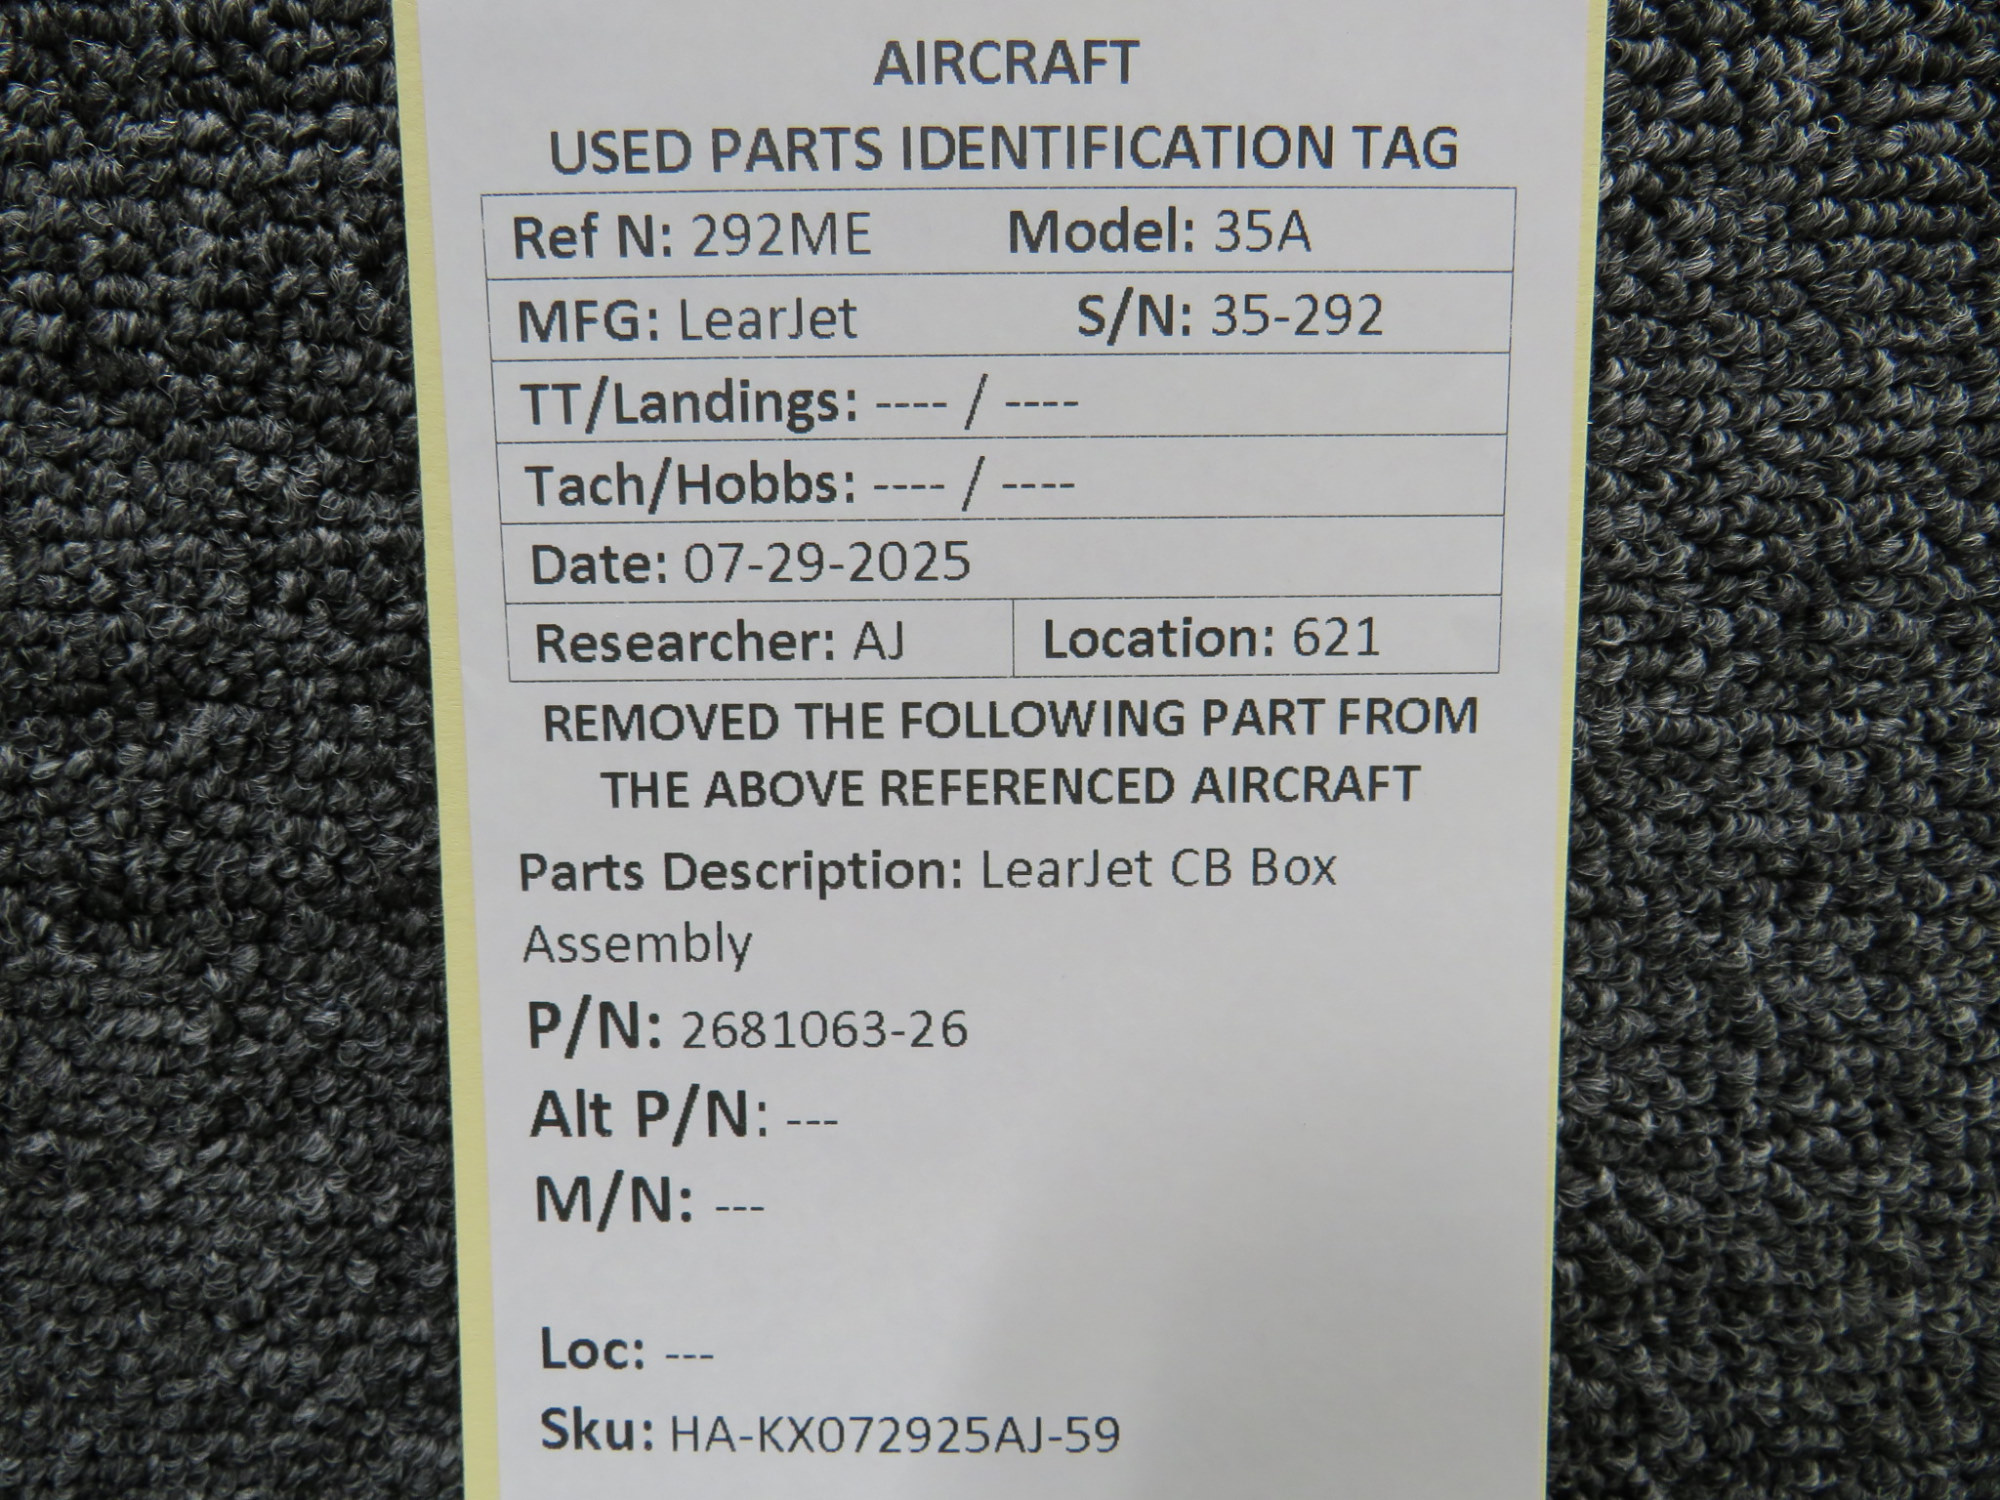 AIRCRAFT
USED PARTS IDENTIFICATION TAG
Ref N: 292ME Model: 35A
MFG: LearJet S/N: 35-292
TT/Landings: ---- / ----
Tach/Hobbs: ---- / ----
Date: 07-29-2025
Researcher: AJ Location: 621
REMOVED THE FOLLOWING PART FROM
THE ABOVE REFERENCED AIRCRAFT
Parts Description: LearJet CB Box
Assembly
P/N: 2681063-26
Alt P/N: ---
M/N: ---
Loc: ---
Sku: HA-KX072925AJ-59